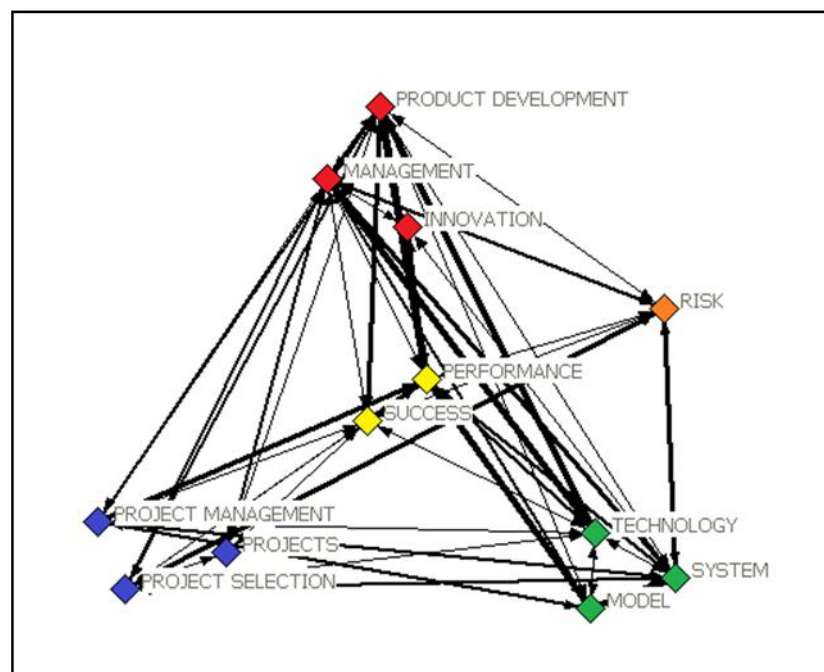 PRODUCT DEVELOPMENT
MANAGEMENT
INNOVATION
RISK
PERFORMANCE
SUCCESS
PROJECT MANAGEMENT
TECHNOLOGY
PROJECTS
SYSTEM
PROJECT SELECTION
MODEL